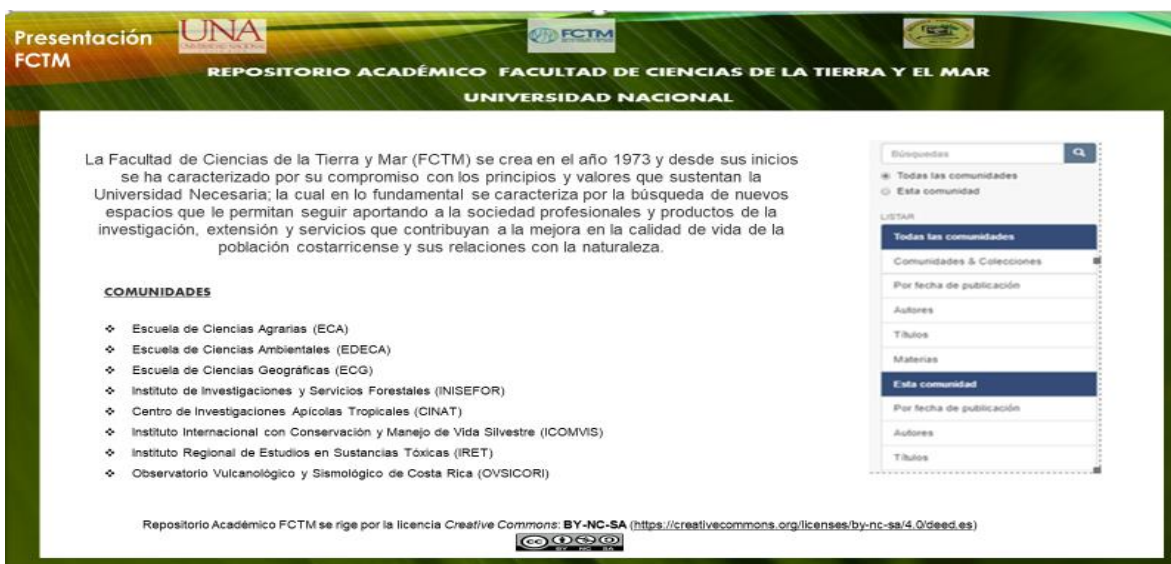 Presentación
FCTM
UNA
UNIVERSIDAD NACIONAL
FCTM
REPOSITORIO ACADÉMICO FACULTAD DE CIENCIAS DE LA TIERRA Y EL MAR
UNIVERSIDAD NACIONAL
La Facultad de Ciencias de la Tierra y Mar (FCTM) se crea en el año 1973 y desde sus inicios
se ha caracterizado por su compromiso con los principios y valores que sustentan la
Universidad Necesaria; la cual en lo fundamental se caracteriza por la búsqueda de nuevos
espacios que le permitan seguir aportando a la sociedad profesionales y productos de la
investigación, extensión y servicios que contribuyan a la mejora en la calidad de vida de la
población costarricense y sus relaciones con la naturaleza.
COMUNIDADES
Escuela de Ciencias Agrarias (ECA)
Escuela de Ciencias Ambientales (EDECA)
Escuela de Ciencias Geográficas (ECG)
Instituto de Investigaciones y Servicios Forestales (INISEFOR)
Centro de Investigaciones Apícolas Tropicales (CINAT)
Instituto Internacional con Conservación y Manejo de Vida Silvestre (ICOMVIS)
Instituto Regional de Estudios en Sustancias Tóxicas (IRET)
Observatorio Vulcanológico y Sismológico de Costa Rica (OVSICORI)
Búsquedas
Todas las comunidades
Esta comunidad
LISTAR
Todas las comunidades
Comunidades & Colecciones
Por fecha de publicación
Autores
Títulos
Materias
Esta comunidad
Por fecha de publicación
Autores
Títulos
Repositorio Académico FCTM se rige por la licencia Creative Commons: BY-NC-SA (https://creativecommons.org/licenses/by-nc-sa/4.0/deed.es)
cc
BY NC SA